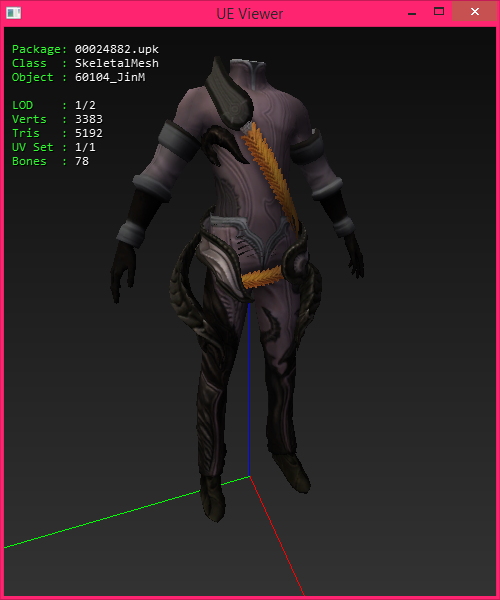 UE Viewer
Package: 00024882.upk
Class  : SkeletalMesh
Object : 60104_JinM
LOD    : 1/2
Verts  : 3383
Tris   : 5192
UV Set : 1/1
Bones  : 78